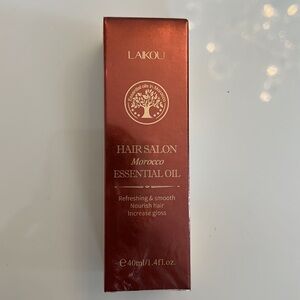 LAIKOU
HAIR SALON
Morocco
ESSENTIAL OIL
Refreshing & smooth
Nourish hair
Increase gloss
℮40ml/1.4fl.oz.